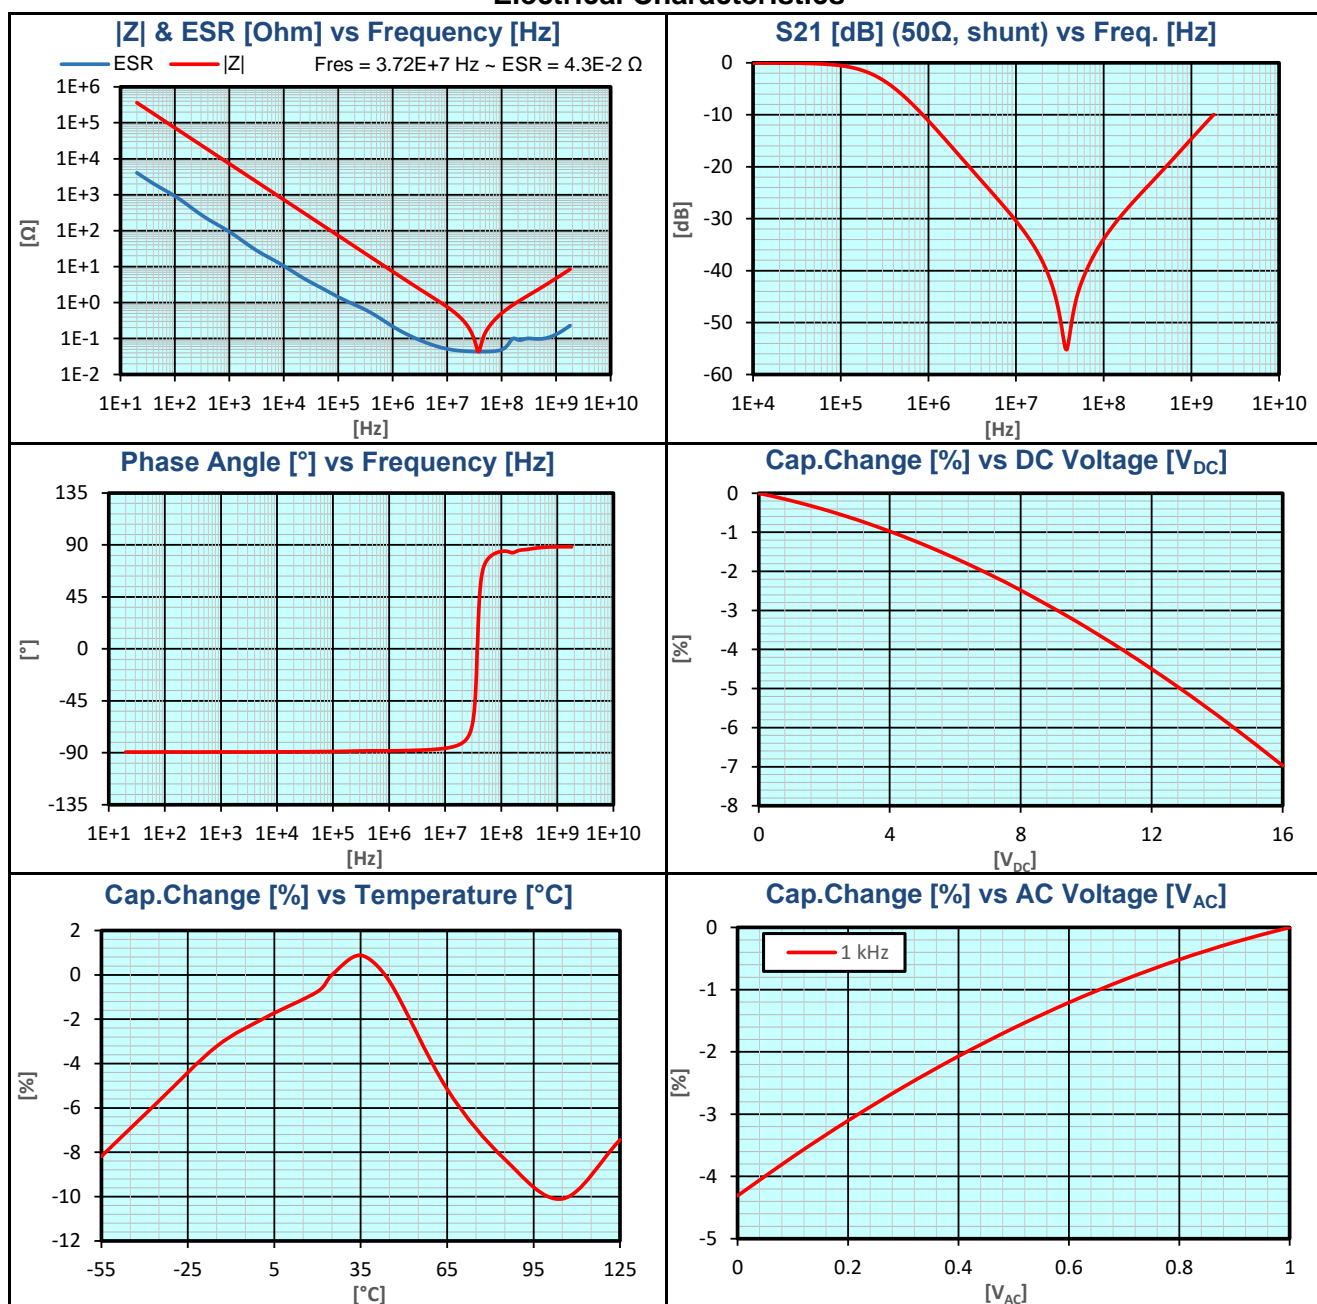 Electrical Characteristics
|Z| & ESR [Ohm] vs Frequency [Hz]
ESR |Z| Fres = 3.72E+7 Hz ~ ESR = 4.3E-2 Ω
1E+6
1E+5
1E+4
1E+3
1E+2
1E+1
1E+0
1E-1
1E-2
[Ω]
1E+1 1E+2 1E+3 1E+4 1E+5 1E+6 1E+7 1E+8 1E+9 1E+10
[Hz]
S21 [dB] (50Ω, shunt) vs Freq. [Hz]
0
-10
-20
-30
-40
-50
-60
[dB]
1E+4 1E+5 1E+6 1E+7 1E+8 1E+9 1E+10
[Hz]
Phase Angle [°] vs Frequency [Hz]
135
90
45
0
-45
-90
-135
[°]
1E+1 1E+2 1E+3 1E+4 1E+5 1E+6 1E+7 1E+8 1E+9 1E+10
[Hz]
Cap.Change [%] vs DC Voltage [VDC]
0
-1
-2
-3
-4
-5
-6
-7
-8
[%]
0 4 8 12 16
[VDC]
Cap.Change [%] vs Temperature [°C]
2
0
-2
-4
-6
-8
-10
-12
[%]
-55 -25 5 35 65 95 125
[°C]
Cap.Change [%] vs AC Voltage [VAC]
1 kHz
0
-1
-2
-3
-4
-5
[%]
0 0.2 0.4 0.6 0.8 1
[VAC]